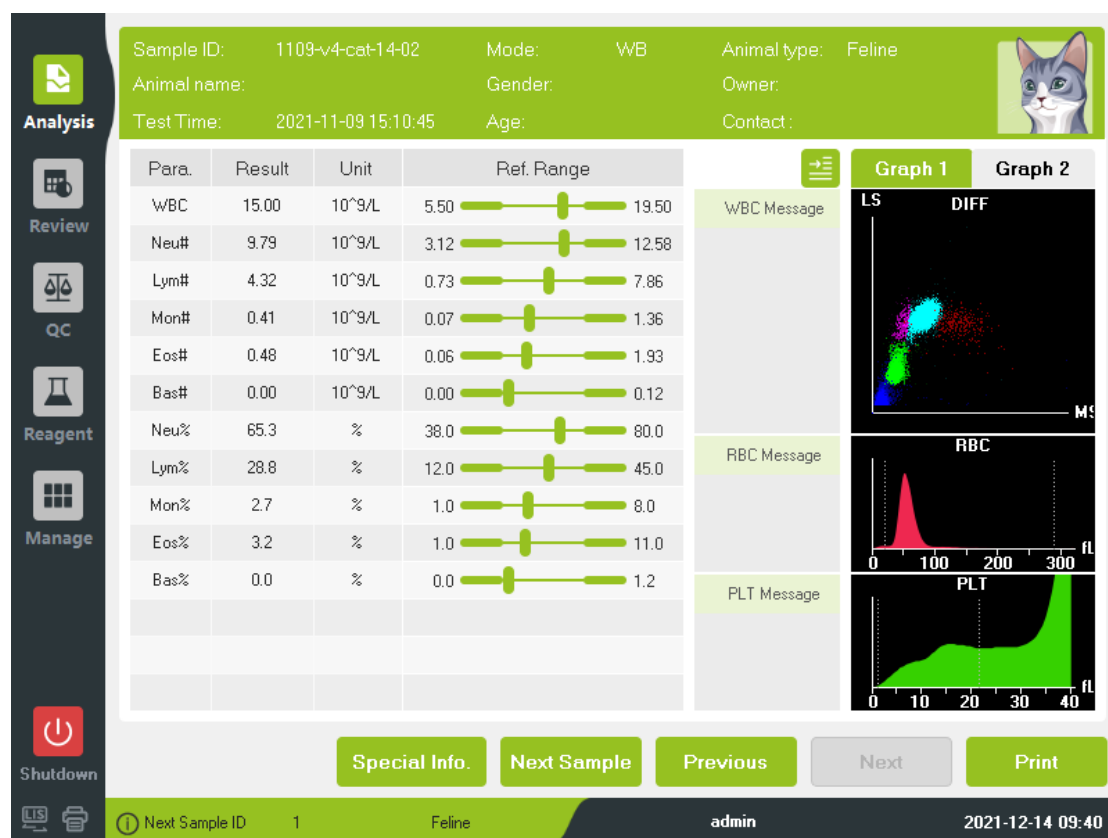 Analysis
Review
QC
Reagent
Manage
Shutdown
LIS
Sample ID: 1109-v4-cat-14-02 Mode: WB Animal type: Feline
Animal name: Gender: Owner:
Test Time: 2021-11-09 15:10:45 Age: Contact :
Para. Result Unit Ref. Range
WBC 15.00 10^9/L 5.50 19.50
Neu# 9.79 10^9/L 3.12 12.58
Lym# 4.32 10^9/L 0.73 7.86
Mon# 0.41 10^9/L 0.07 1.36
Eos# 0.48 10^9/L 0.06 1.93
Bas# 0.00 10^9/L 0.00 0.12
Neu% 65.3 % 38.0 80.0
Lym% 28.8 % 12.0 45.0
Mon% 2.7 % 1.0 8.0
Eos% 3.2 % 1.0 11.0
Bas% 0.0 % 0.0 1.2
WBC Message
RBC Message
PLT Message
Graph 1 Graph 2
LS DIFF
RBC
fL
0 100 200 300
PLT
fL
0 10 20 30 40
Special Info. Next Sample Previous Next Print
Next Sample ID 1 Feline admin 2021-12-14 09:40